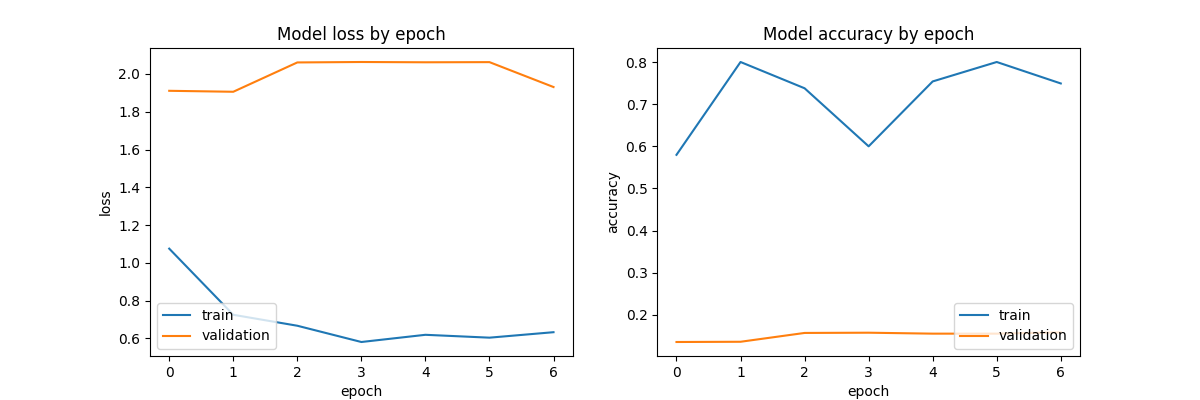 Model loss by epoch
2.0
1.8
1.6
1.4
1.2
1.0
0.8
0.6
loss
train
validation
0 1 2 3 4 5 6
epoch
Model accuracy by epoch
0.8
0.7
0.6
0.5
0.4
0.3
0.2
accuracy
train
validation
0 1 2 3 4 5 6
epoch